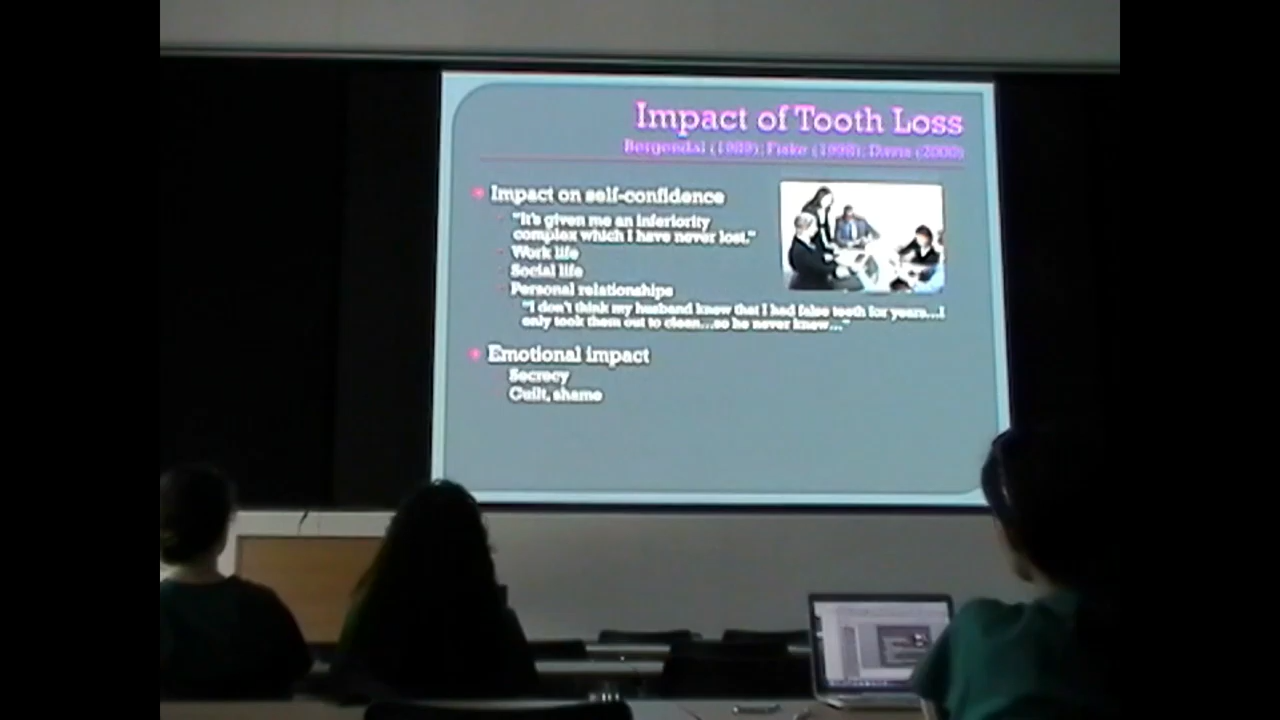 Impact of Tooth Loss
Bergendal (1989); Fiske (1998); Davis (2000)
Impact on self-confidence
"It's given me an inferiority
complex which I have never lost."
Work life
Social life
Personal relationships
"I don't think my husband knew that I had false teeth for years...I
only took them out to clean...so he never knew..."
Emotional impact
Secrecy
Guilt, shame